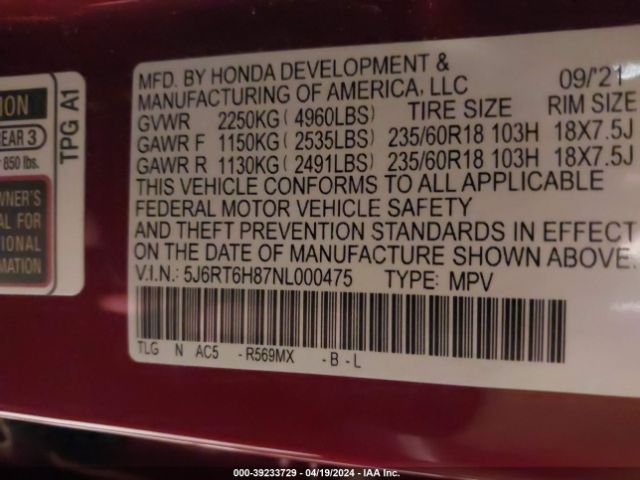 ION
EAR 3
850 lbs.
TPG A1
WNER'S
AL FOR
TIONAL
RMATION
MFD. BY HONDA DEVELOPMENT &
MANUFACTURING OF AMERICA, LLC 09/'21
GVWR 2250KG ( 4960LBS) TIRE SIZE RIM SIZE
GAWR F 1150KG ( 2535LBS) 235/60R18 103H 18X7.5J
GAWR R 1130KG ( 2491LBS) 235/60R18 103H 18X7.5J
THIS VEHICLE CONFORMS TO ALL APPLICABLE
FEDERAL MOTOR VEHICLE SAFETY
AND THEFT PREVENTION STANDARDS IN EFFECT
ON THE DATE OF MANUFACTURE SHOWN ABOVE.
V.I.N.: 5J6RT6H87NL000475 TYPE: MPV
TLG N AC5 - R569MX - B - L
000-39233729 - 04/19/2024 - IAA Inc.